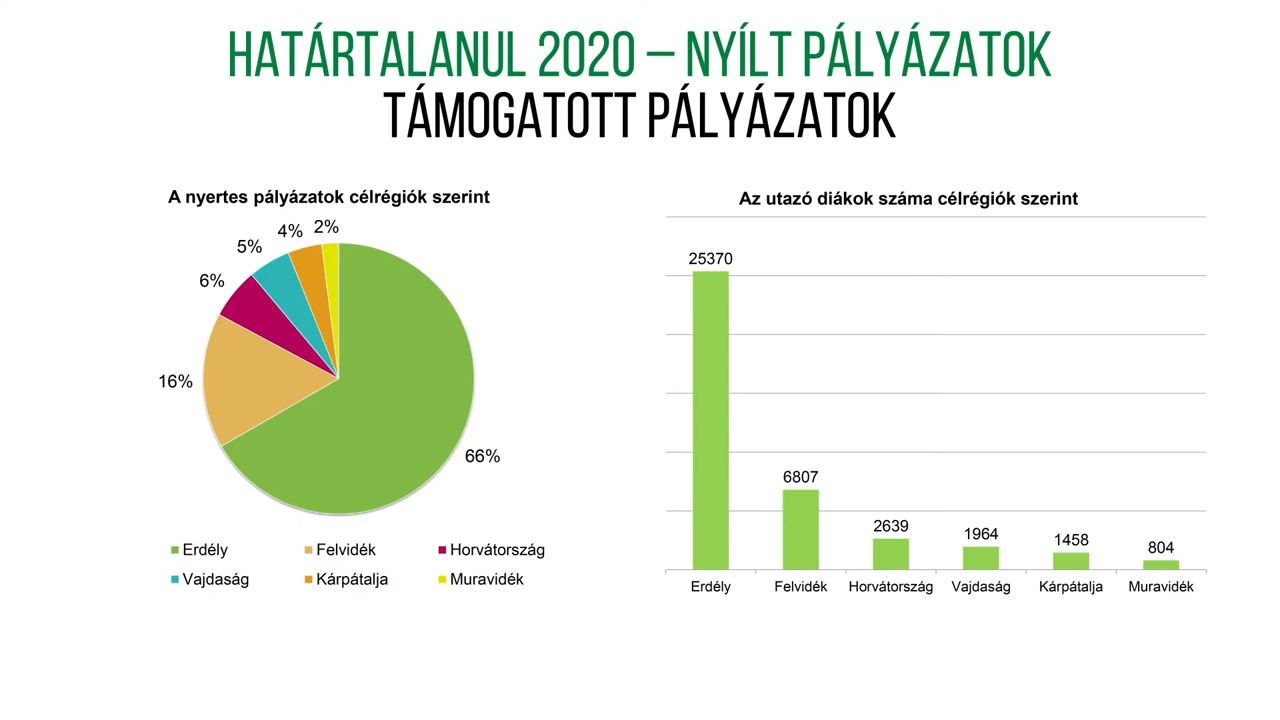 HATÁRTALANUL 2020 – NYÍLT PÁLYÁZATOK
TÁMOGATOTT PÁLYÁZATOK
A nyertes pályázatok célrégiók szerint
2%
4%
5%
6%
16%
66%
Erdély
Felvidék
Horvátország
Vajdaság
Kárpátalja
Muravidék
Az utazó diákok száma célrégiók szerint
25370
6807
2639
1964
1458
804
Erdély
Felvidék
Horvátország
Vajdaság
Kárpátalja
Muravidék